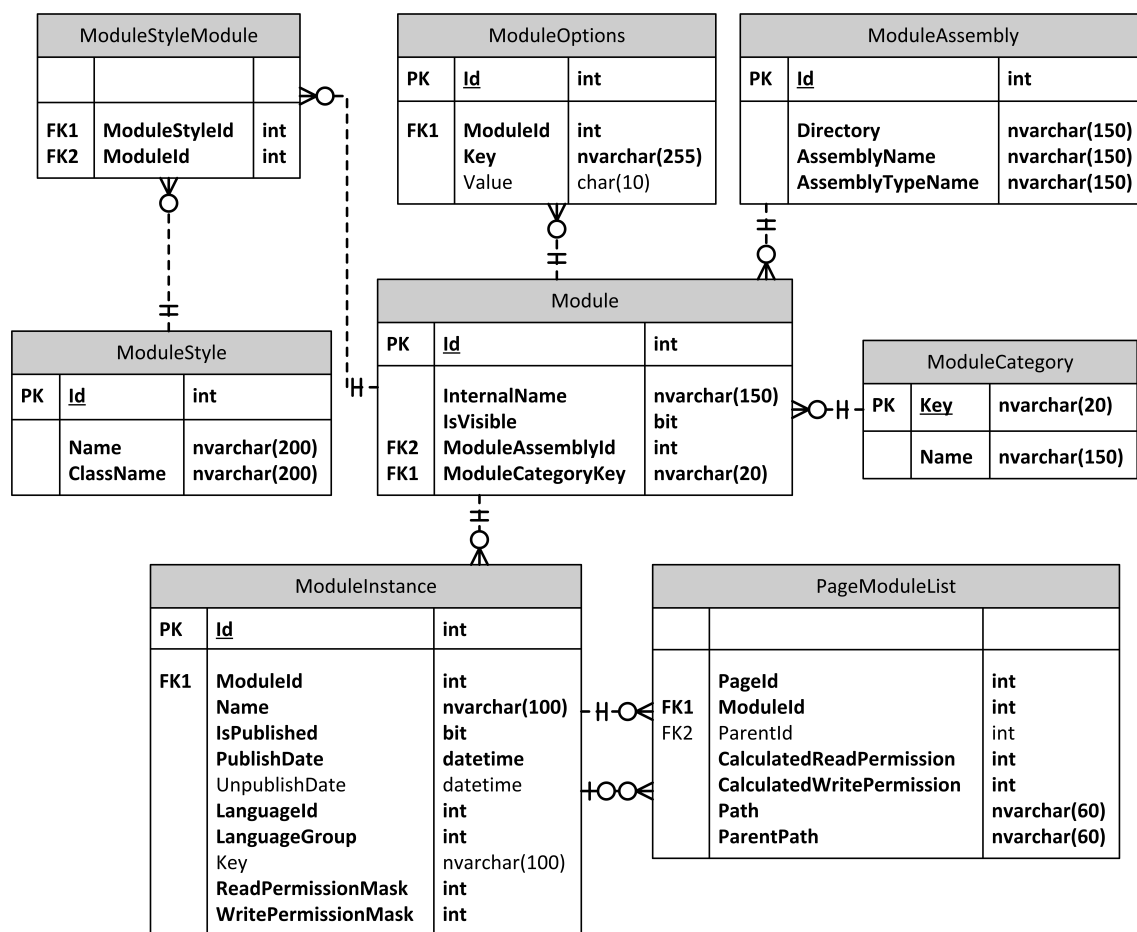 ModuleStyleModule
FK1 ModuleStyleId int
FK2 ModuleId int
ModuleOptions
PK Id int
FK1 ModuleId int
Key nvarchar(255)
Value char(10)
ModuleAssembly
PK Id int
Directory nvarchar(150)
AssemblyName nvarchar(150)
AssemblyTypeName nvarchar(150)
ModuleStyle
PK Id int
Name nvarchar(200)
ClassName nvarchar(200)
Module
PK Id int
InternalName nvarchar(150)
IsVisible bit
FK2 ModuleAssemblyId int
FK1 ModuleCategoryKey nvarchar(20)
ModuleCategory
PK Key nvarchar(20)
Name nvarchar(150)
ModuleInstance
PK Id int
FK1 ModuleId int
Name nvarchar(100)
IsPublished bit
PublishDate datetime
UnpublishDate datetime
LanguageId int
LanguageGroup int
Key nvarchar(100)
ReadPermissionMask int
WritePermissionMask int
PageModuleList
PageId int
FK1 ModuleId int
FK2 ParentId int
CalculatedReadPermission int
CalculatedWritePermission int
Path nvarchar(60)
ParentPath nvarchar(60)